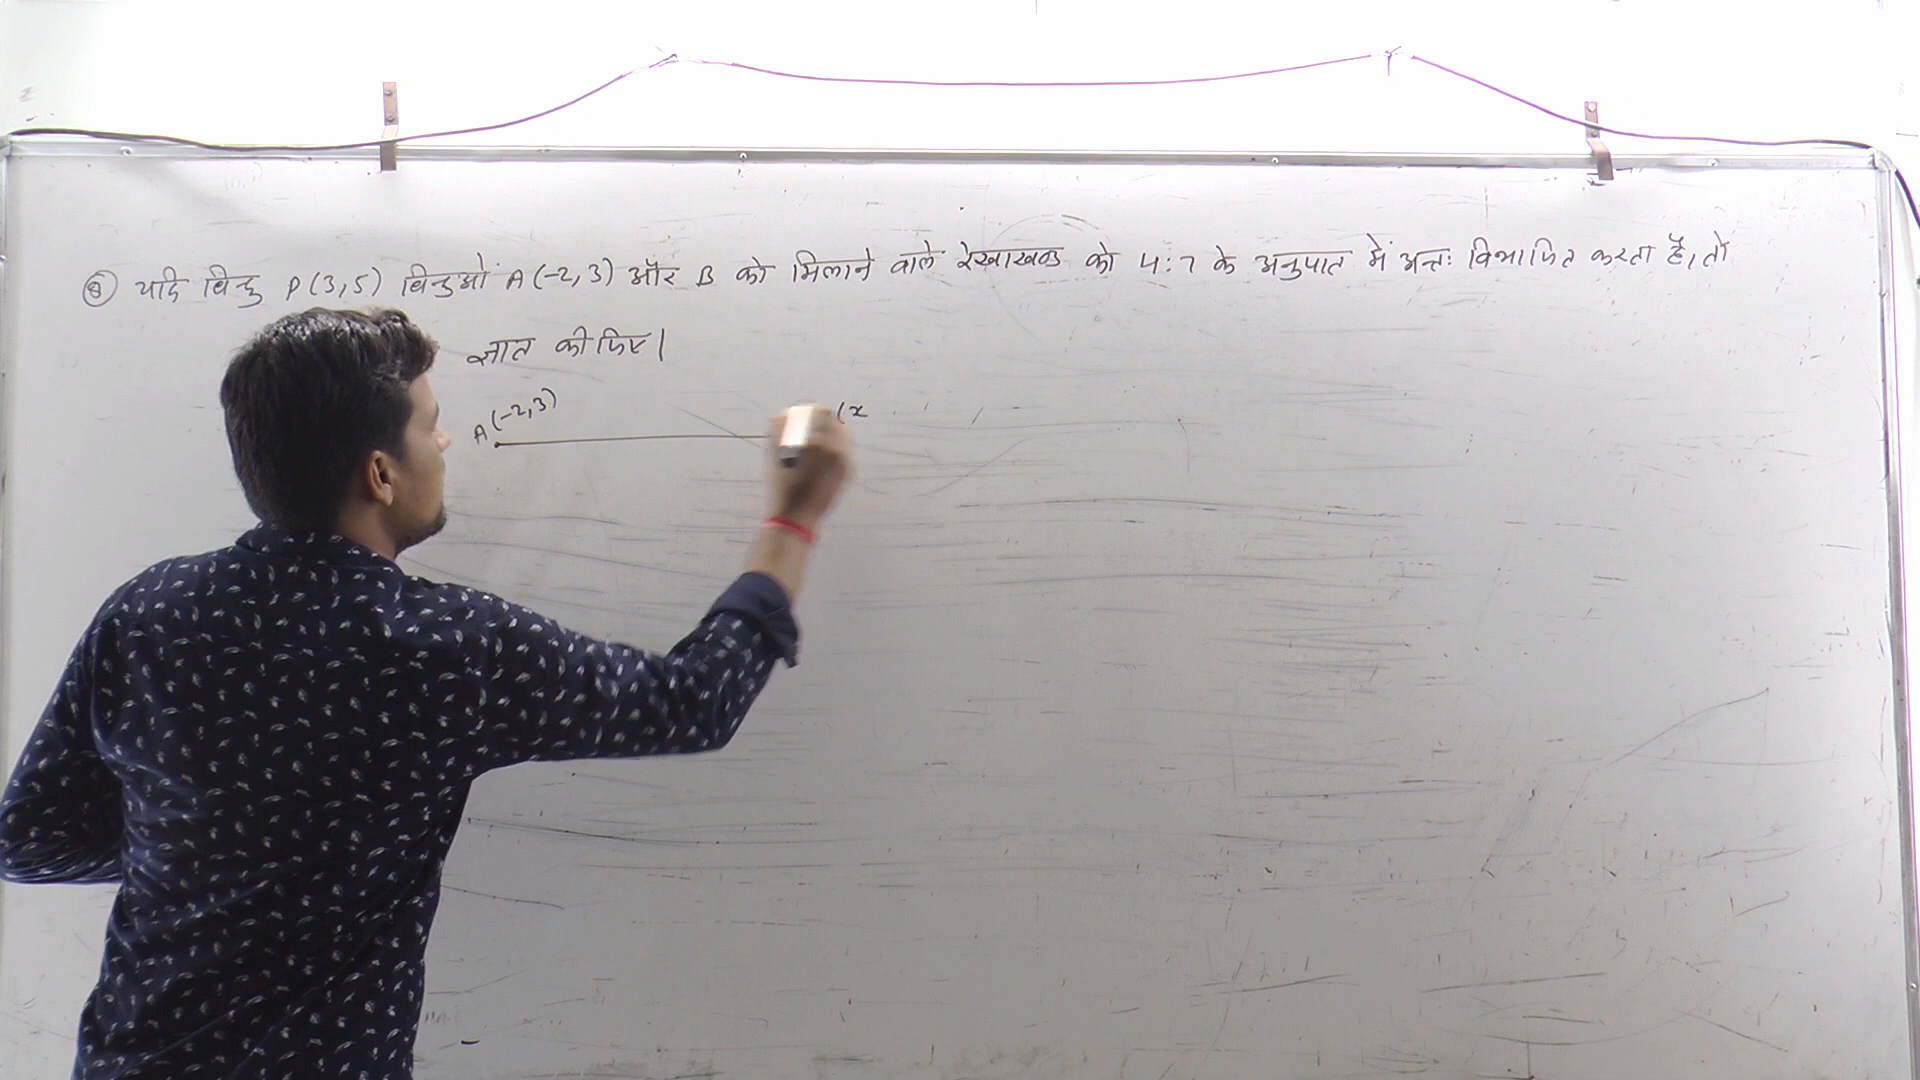 ⑧ यदि बिन्दु P(3,5) बिन्दुओं A(-2,3) और B को मिलाने वाले रेखाखण्ड को 4:7 के अनुपात में अन्तः विभाजित करता है, तो
ज्ञात कीजिए।
A (-2,3) (x